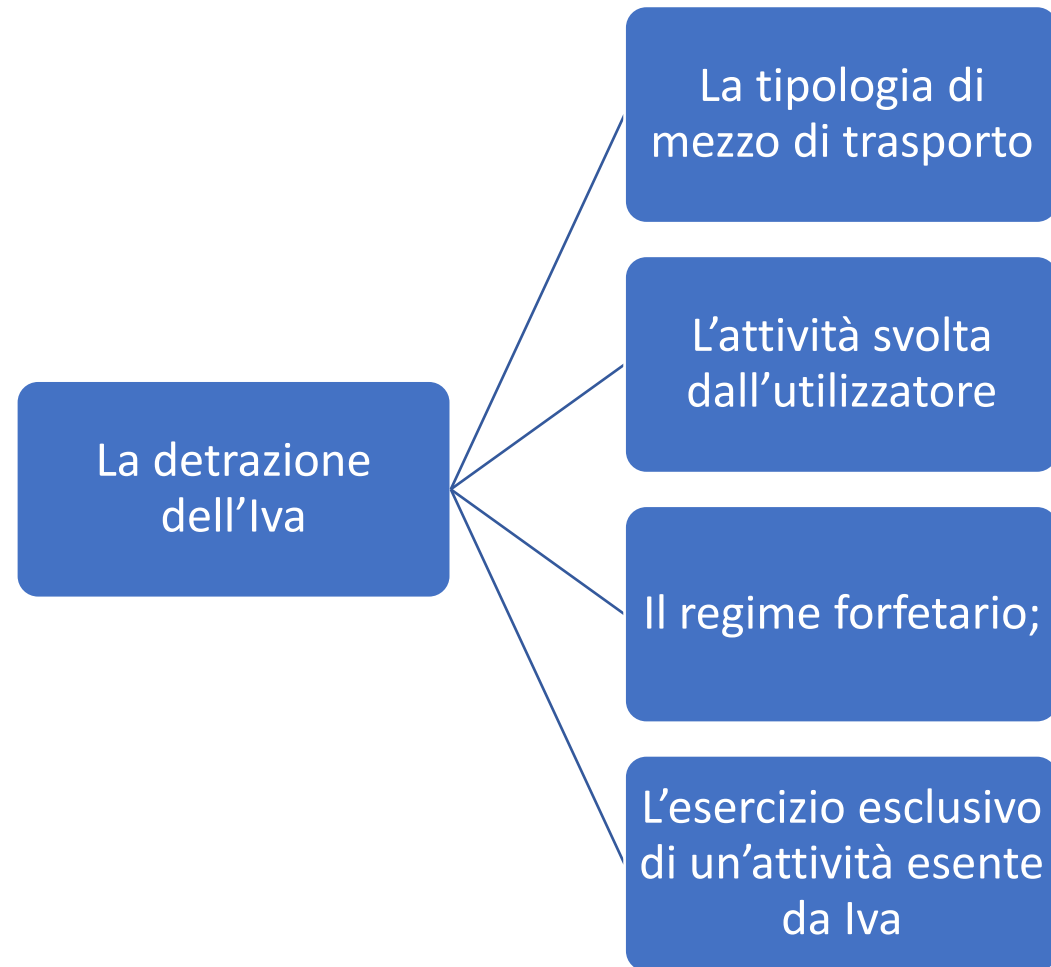 La detrazione
dell’Iva
La tipologia di
mezzo di trasporto
L’attività svolta
dall’utilizzatore
Il regime forfetario;
L’esercizio esclusivo
di un’attività esente
da Iva